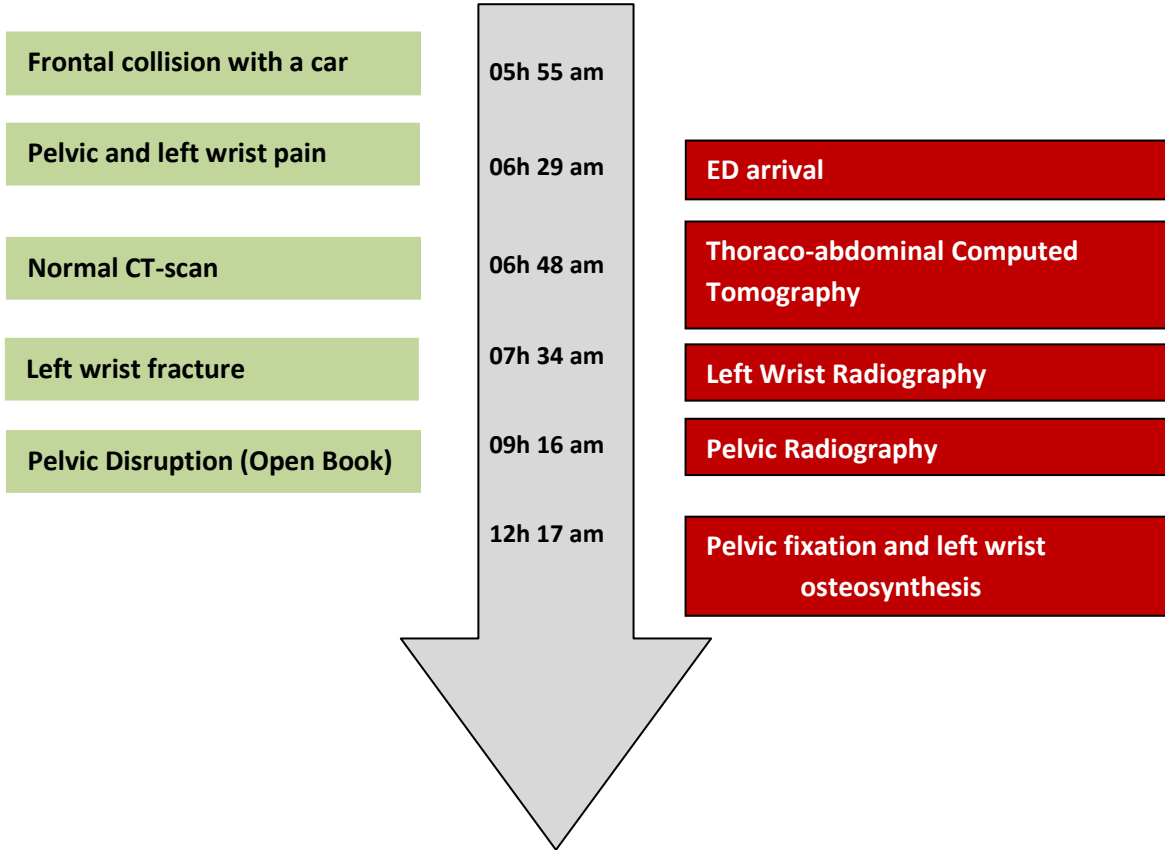 Frontal collision with a car
05h 55 am
Pelvic and left wrist pain
06h 29 am
ED arrival
Normal CT-scan
06h 48 am
Thoraco-abdominal Computed
Tomography
Left wrist fracture
07h 34 am
Left Wrist Radiography
Pelvic Disruption (Open Book)
09h 16 am
Pelvic Radiography
12h 17 am
Pelvic fixation and left wrist
osteosynthesis